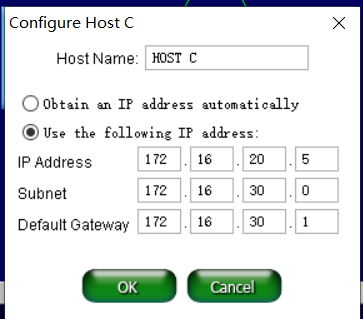 Configure Host C
Host Name: HOST C
Obtain an IP address automatically
Use the following IP address:
IP Address 172 . 16 . 20 . 5
Subnet 172 . 16 . 30 . 0
Default Gateway 172 . 16 . 30 . 1
OK Cancel